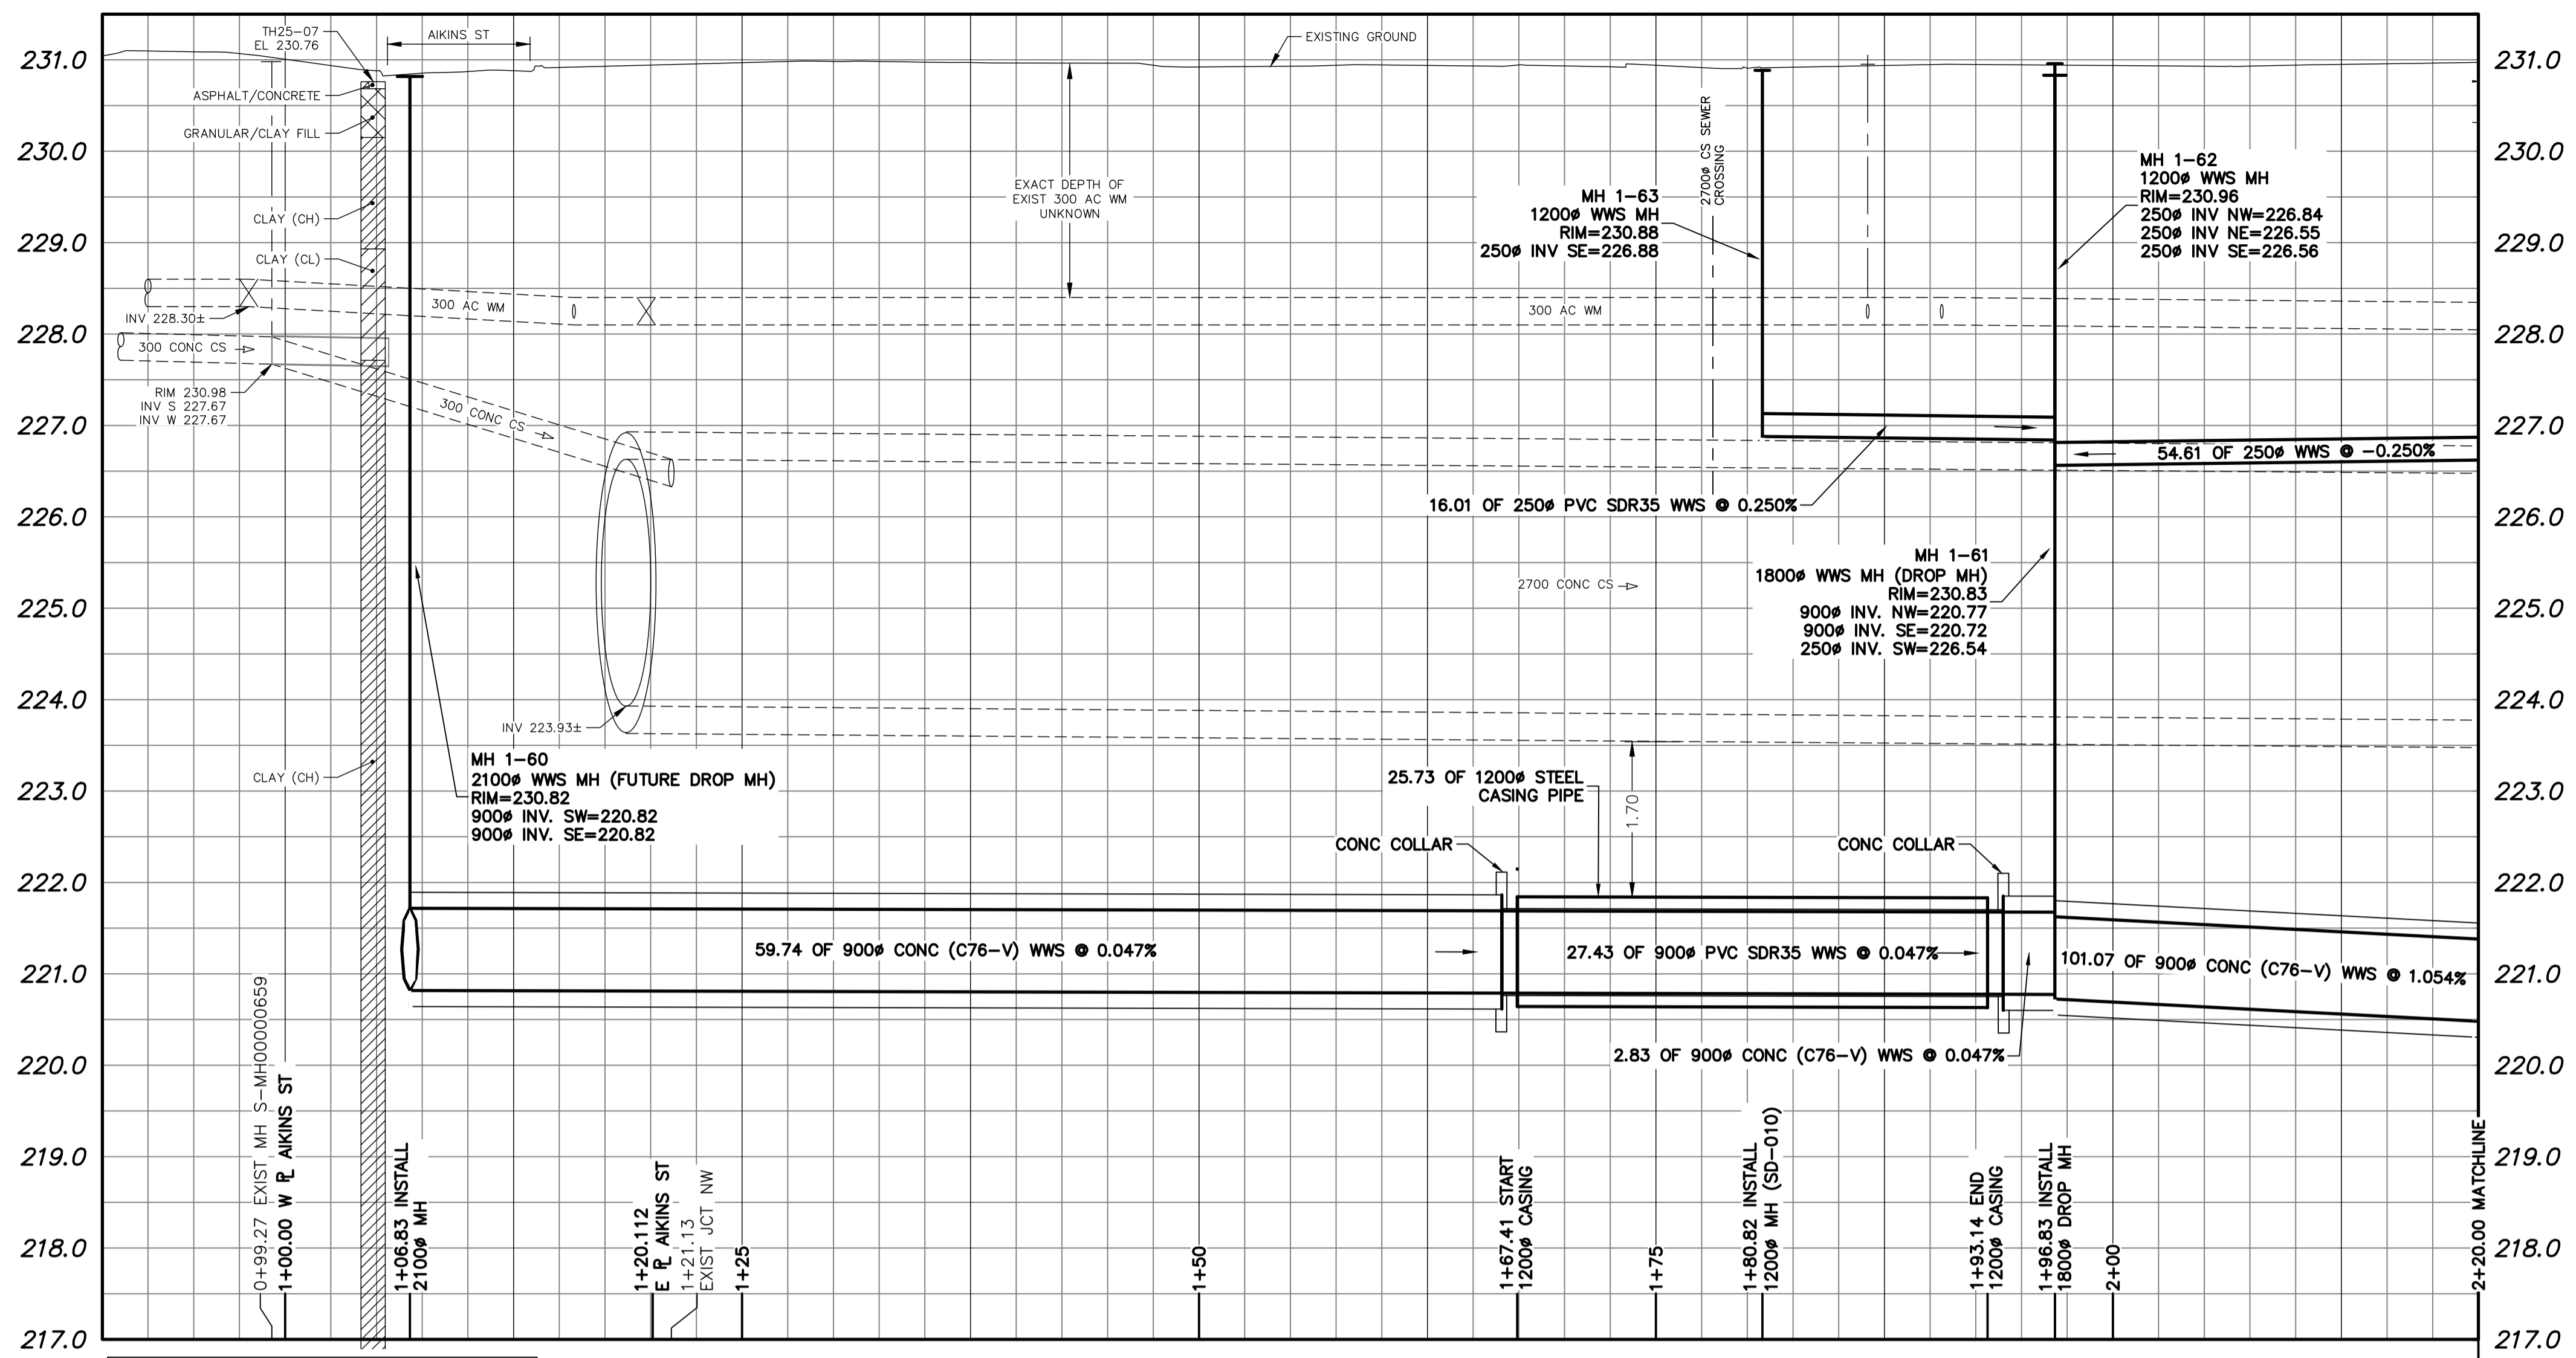 TH25-07
EL 230.76
AIKINS ST
EXISTING GROUND
231.0
231.0
ASPHALT/CONCRETE
GRANULAR/CLAY FILL
230.0
230.0
2700ø CS SEWER
CROSSING
EXACT DEPTH OF
EXIST 300 AC WM
UNKNOWN
MH 1-63
1200ø WWS MH
RIM=230.88
250ø INV SE=226.88
MH 1-62
1200ø WWS MH
RIM=230.96
250ø INV NW=226.84
250ø INV NE=226.55
250ø INV SE=226.56
CLAY (CH)
229.0
229.0
CLAY (CL)
300 AC WM
300 AC WM
INV 228.30±
228.0
228.0
300 CONC CS
RIM 230.98
INV S 227.67
INV W 227.67
300 CONC CS
227.0
227.0
54.61 OF 250ø WWS @ -0.250%
16.01 OF 250ø PVC SDR35 WWS @ 0.250%
226.0
226.0
MH 1-61
1800ø WWS MH (DROP MH)
RIM=230.83
900ø INV. NW=220.77
900ø INV. SE=220.72
250ø INV. SW=226.54
2700 CONC CS
225.0
225.0
224.0
224.0
INV 223.93±
CLAY (CH)
MH 1-60
2100ø WWS MH (FUTURE DROP MH)
RIM=230.82
900ø INV. SW=220.82
900ø INV. SE=220.82
25.73 OF 1200ø STEEL
CASING PIPE
1.70
223.0
223.0
CONC COLLAR
CONC COLLAR
222.0
222.0
59.74 OF 900ø CONC (C76-V) WWS @ 0.047%
27.43 OF 900ø PVC SDR35 WWS @ 0.047%
101.07 OF 900ø CONC (C76-V) WWS @ 1.054%
221.0
221.0
2.83 OF 900ø CONC (C76-V) WWS @ 0.047%
220.0
220.0
219.0
219.0
218.0
218.0
217.0
217.0
0+99.27 EXIST MH S-MH00000659
1+00.00 W PL AIKINS ST
1+06.83 INSTALL
2100ø MH
1+20.112
E PL AIKINS ST
1+21.13
EXIST JCT NW
1+25
1+50
1+67.41 START
1200ø CASING
1+75
1+80.82 INSTALL
1200ø MH (SD-010)
1+93.14 END
1200ø CASING
1+96.83 INSTALL
1800ø DROP MH
2+00
2+20.00 MATCHLINE